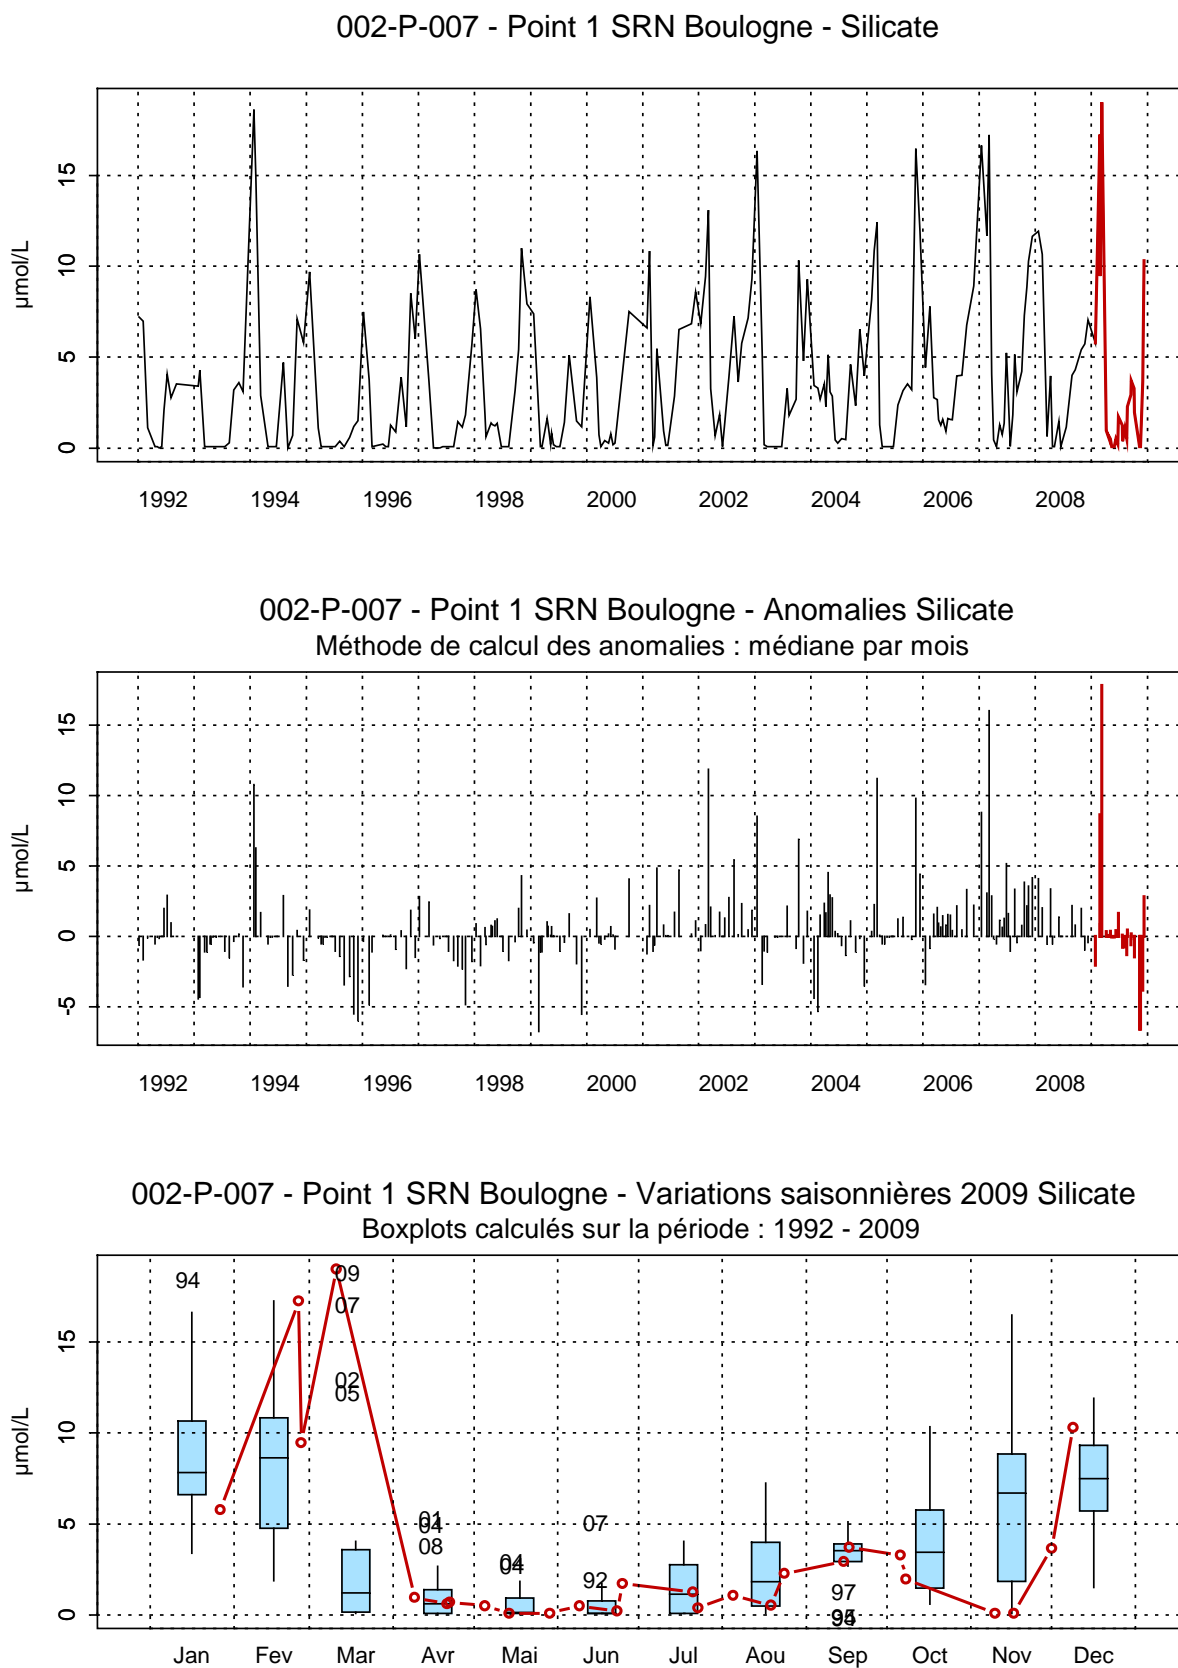 002-P-007 - Point 1 SRN Boulogne - Silicate
15
10
5
0
µmol/L
1992 1994 1996 1998 2000 2002 2004 2006 2008
002-P-007 - Point 1 SRN Boulogne - Anomalies Silicate
Méthode de calcul des anomalies : médiane par mois
15
10
5
0
-5
µmol/L
1992 1994 1996 1998 2000 2002 2004 2006 2008
002-P-007 - Point 1 SRN Boulogne - Variations saisonnières 2009 Silicate
Boxplots calculés sur la période : 1992 - 2009
15
10
5
0
µmol/L
94
09
07
02
05
01
04
08
04
07
92
97
Jan Fev Mar Avr Mai Jun Jul Aou Sep Oct Nov Dec